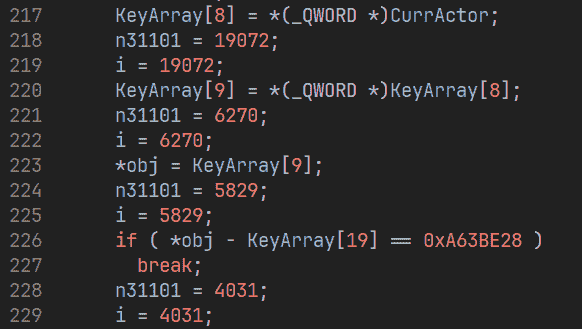 217 KeyArray[8] = *(_QWORD *)CurrActor;
218 n31101 = 19072;
219 i = 19072;
220 KeyArray[9] = *(_QWORD *)KeyArray[8];
221 n31101 = 6270;
222 i = 6270;
223 *obj = KeyArray[9];
224 n31101 = 5829;
225 i = 5829;
226 if ( *obj - KeyArray[19] == 0xA63BE28 )
227 break;
228 n31101 = 4031;
229 i = 4031;